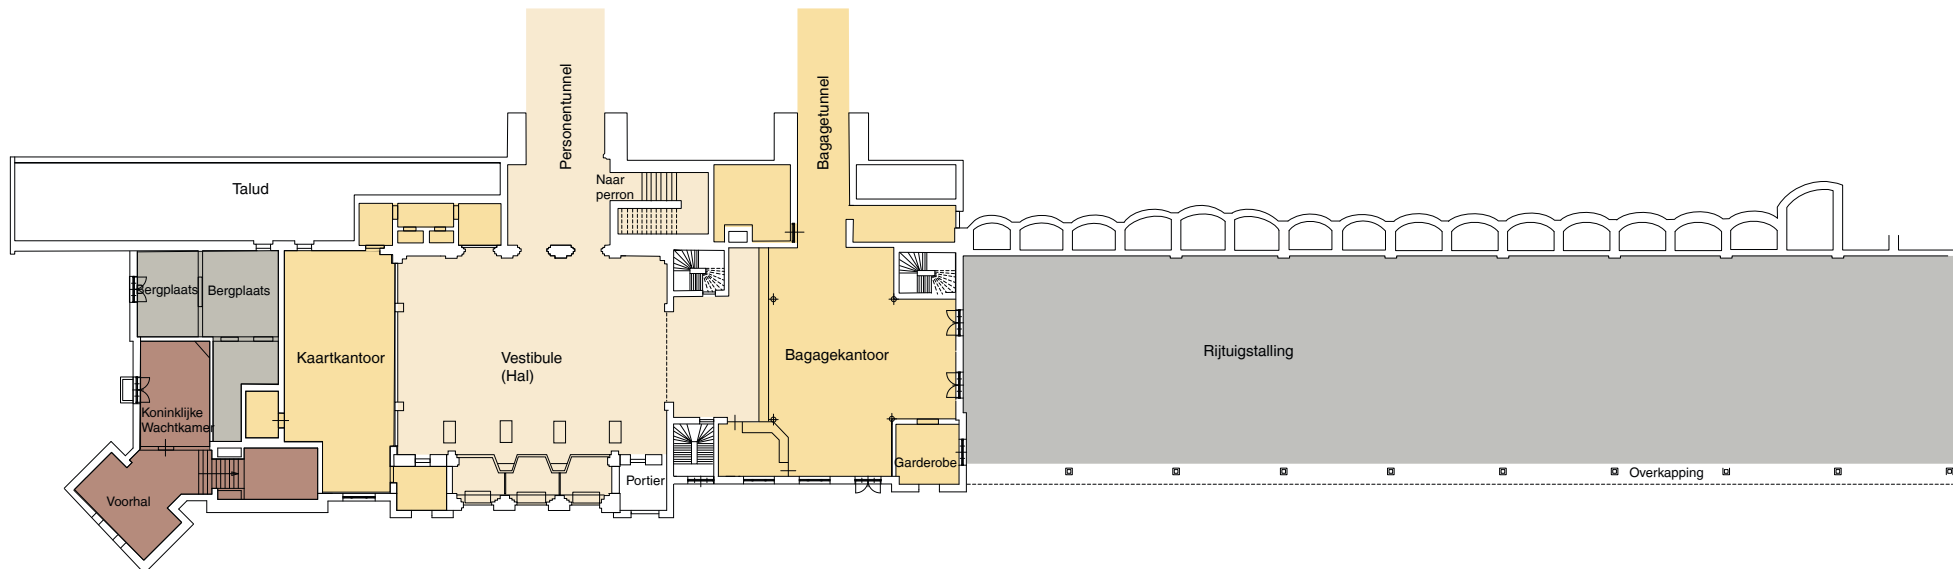 Personentunnel
Bagagetunnel
Talud
Naar
perron
Bergplaats
Bergplaats
Kaartkantoor
Vestibule
(Hal)
Bagagekantoor
Rijtuigstalling
Koninklijke
Wachtkamer
Garderobe
Overkapping
Portier
Voorhal